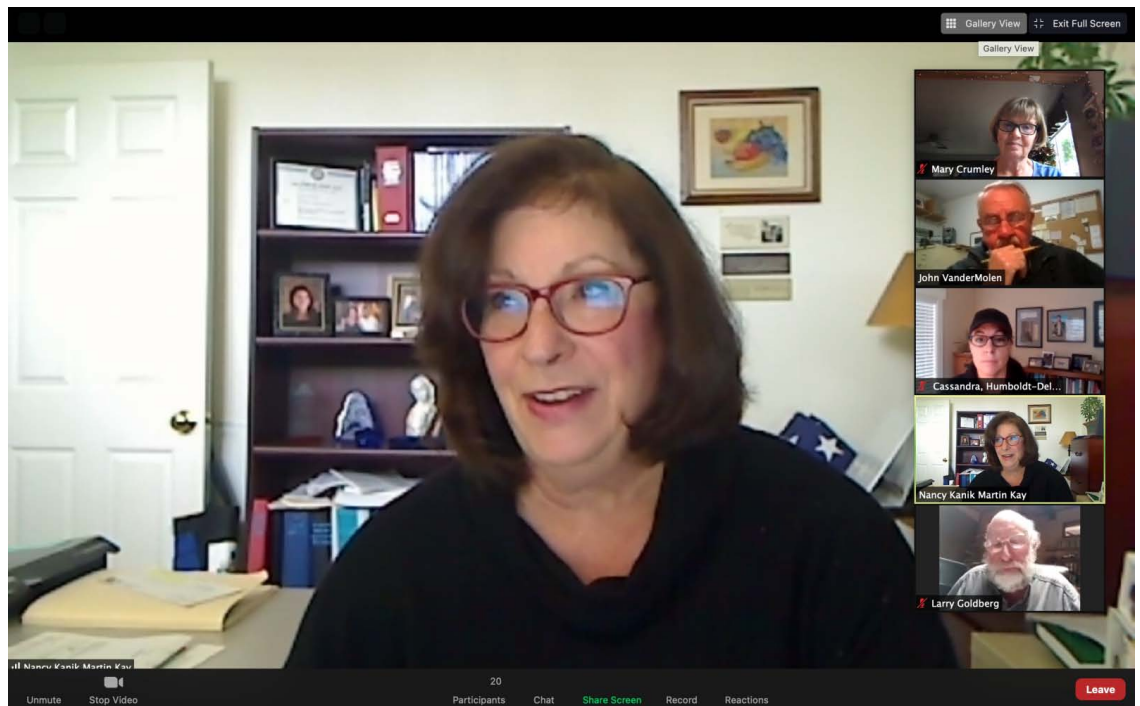 Gallery View
Exit Full Screen
Gallery View
Mary Crumley
John VanderMolen
Cassandra, Humboldt-Del...
Nancy Kanik Martin Kay
Larry Goldberg
Nancy Kanik Martin Kay
20
Unmute
Stop Video
Participants
Chat
Share Screen
Record
Reactions
Leave